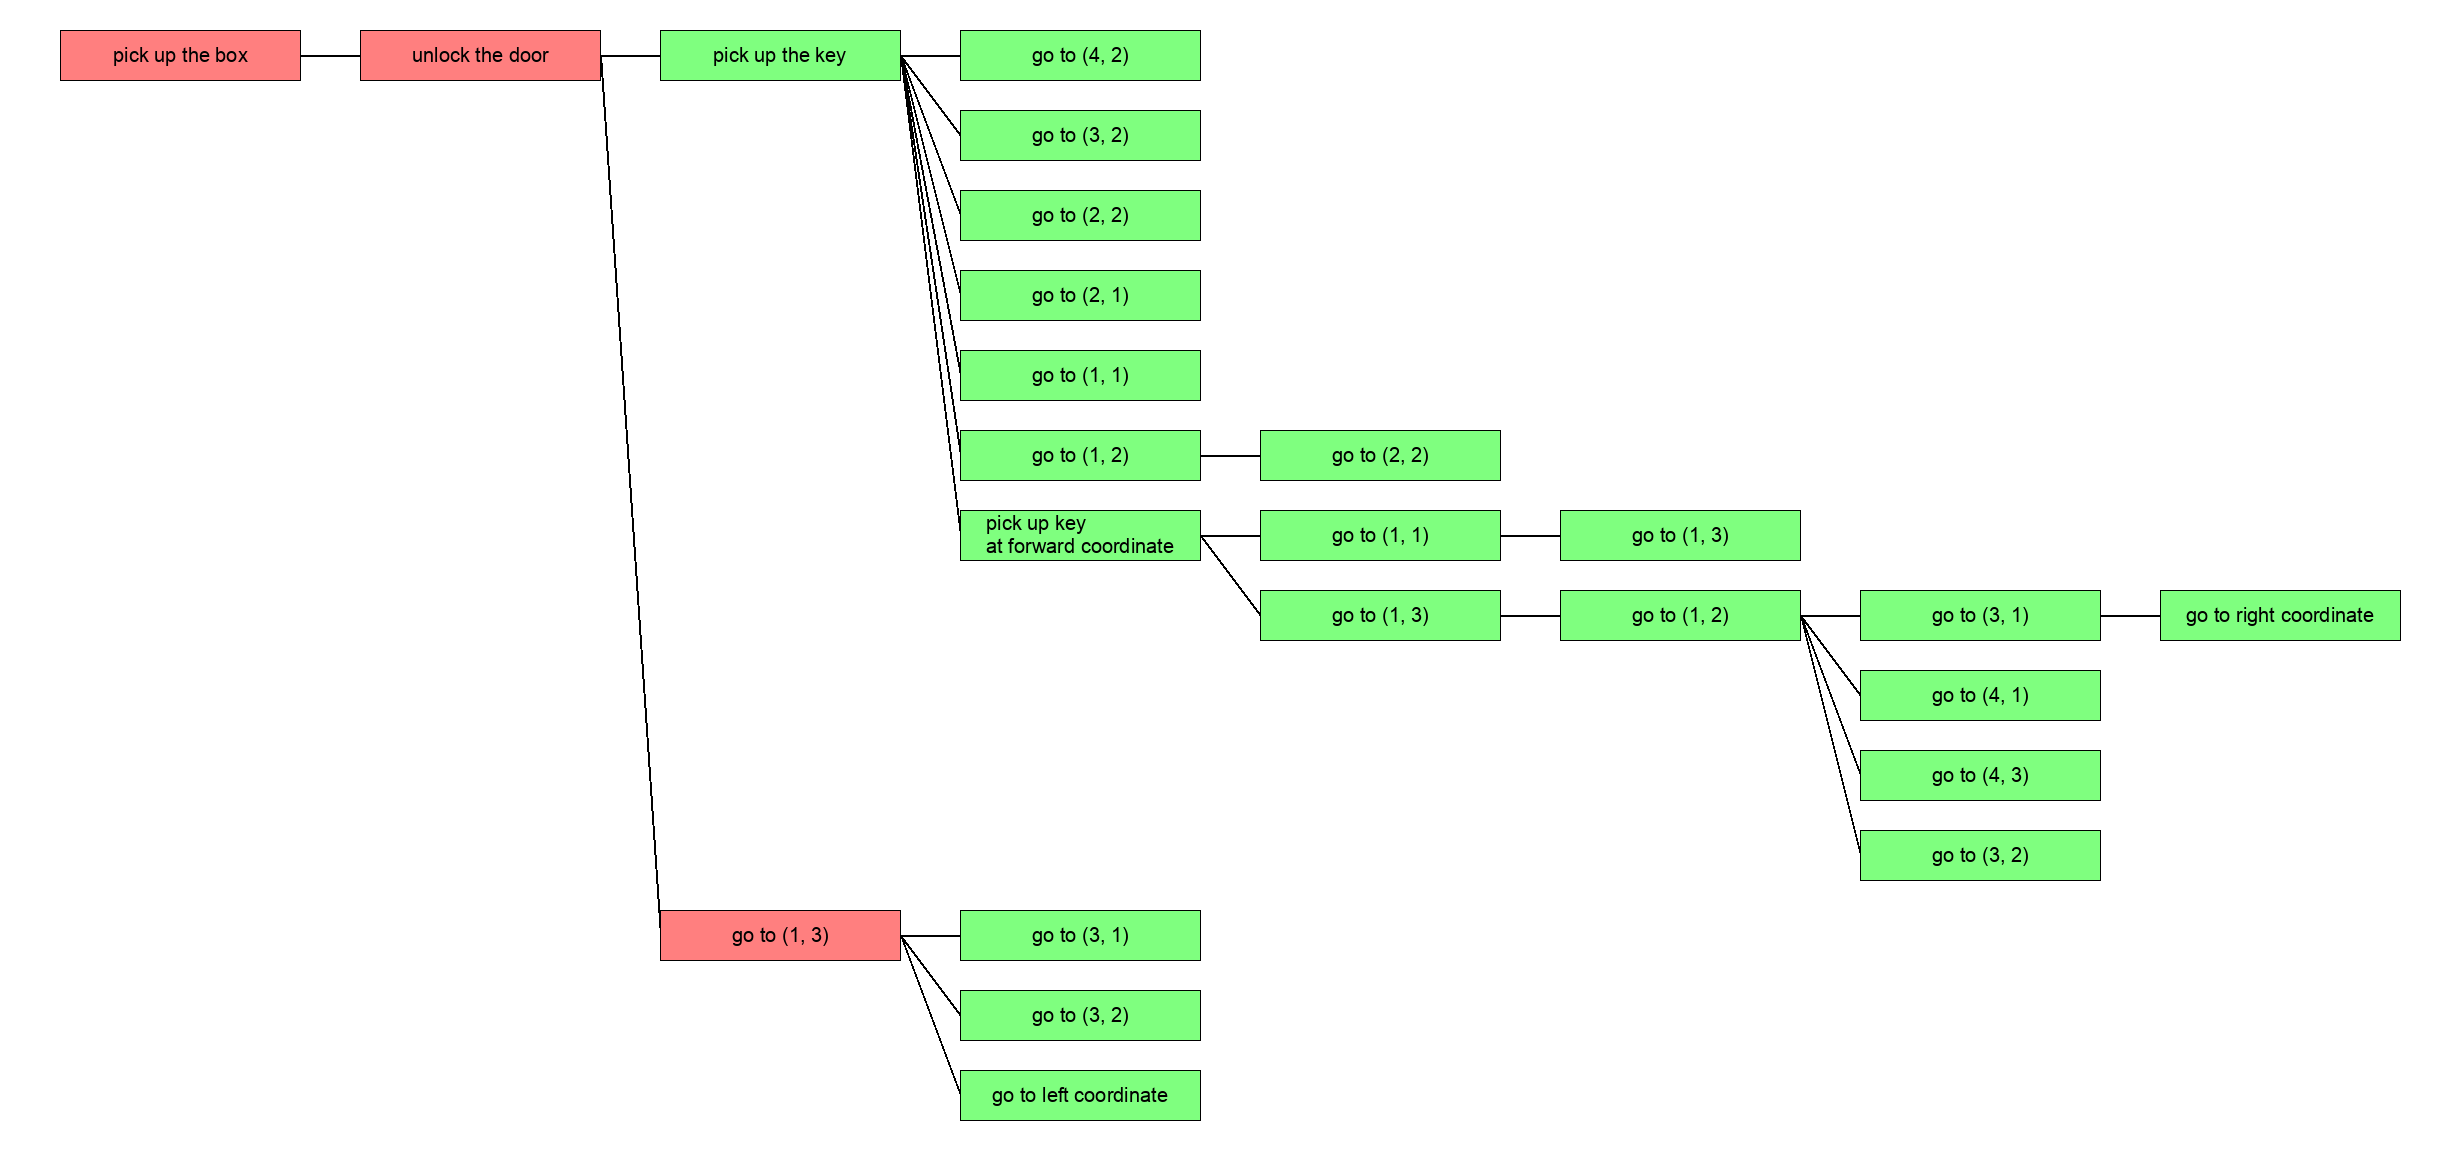 pick up the box
unlock the door
pick up the key
go to (4, 2)
go to (3, 2)
go to (2, 2)
go to (2, 1)
go to (1, 1)
go to (1, 2)
go to (2, 2)
pick up key
at forward coordinate
go to (1, 1)
go to (1, 3)
go to (1, 3)
go to (1, 2)
go to (3, 1)
go to right coordinate
go to (4, 1)
go to (4, 3)
go to (3, 2)
go to (1, 3)
go to (3, 1)
go to (3, 2)
go to left coordinate